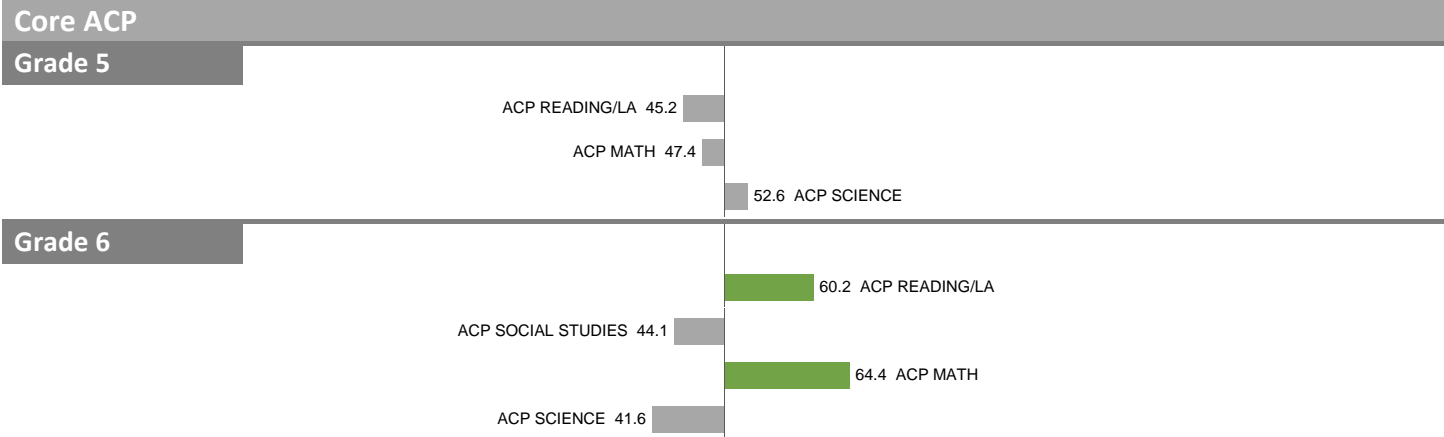 Core ACP
Grade 5
ACP READING/LA 45.2
ACP MATH 47.4
52.6 ACP SCIENCE
Grade 6
60.2 ACP READING/LA
ACP SOCIAL STUDIES 44.1
64.4 ACP MATH
ACP SCIENCE 41.6